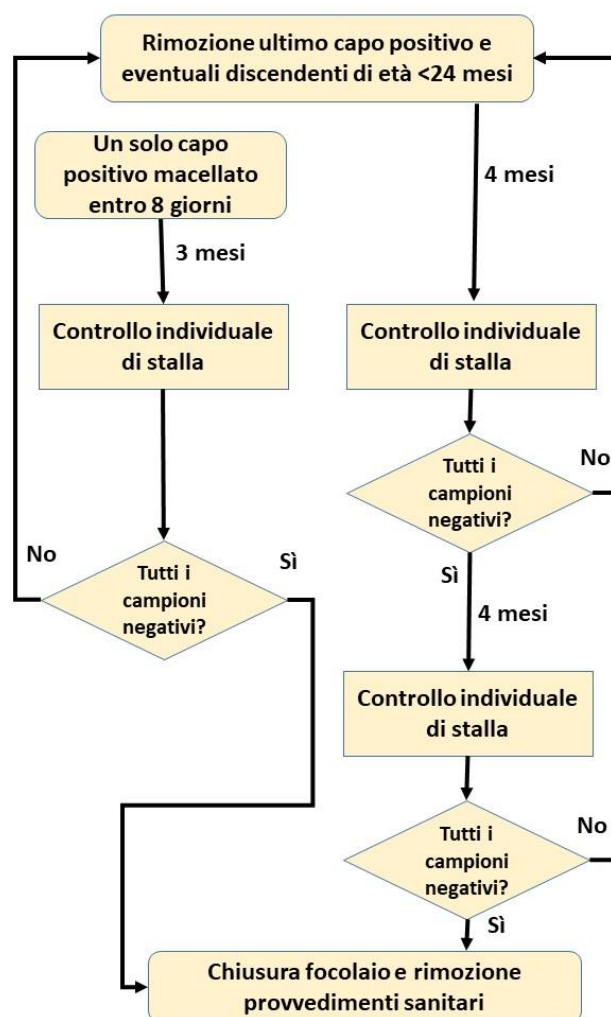 Rimozione ultimo capo positivo e
eventuali discendenti di età <24 mesi
Un solo capo
positivo macellato
entro 8 giorni
4 mesi
3 mesi
Controllo individuale
di stalla
Controllo individuale
di stalla
Tutti i
campioni
negativi?
No
No
Sì
Tutti i
campioni
negativi?
Sì
4 mesi
Controllo individuale
di stalla
Tutti i
campioni
negativi?
No
Sì
Chiusura focolaio e rimozione
provvedimenti sanitari